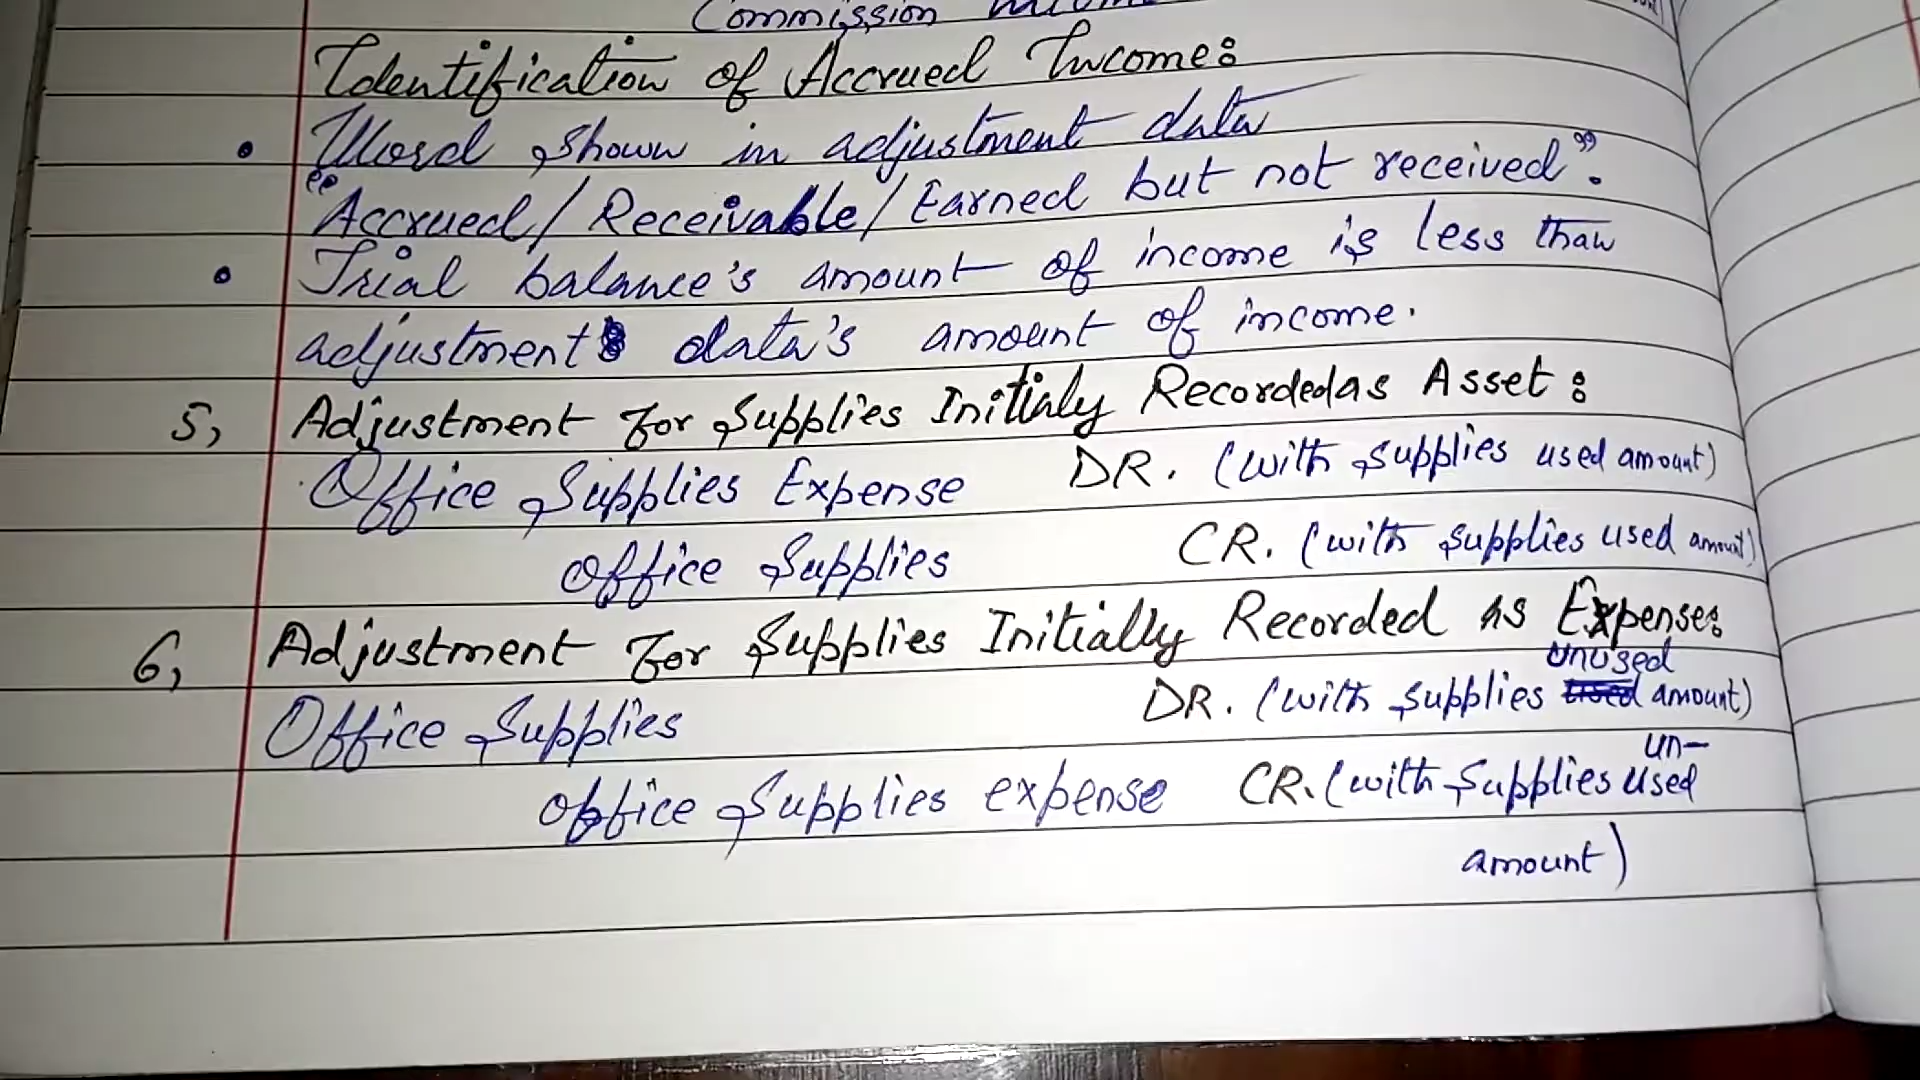 Commission
Identification of Accrued Income:
• Word shown in adjustment data
"Accrued/Receivable/Earned but not received".
• Trial balance's amount of income is less than
adjustment data's amount of income.
5, Adjustment For Supplies Initialy Recordedas Asset:
Office Supplies Expense DR. (with supplies used amount)
Office Supplies CR. (with supplies used amount)
6, Adjustment For Supplies Initially Recorded As Expense:
Office Supplies DR. (with supplies unused amount)
office Supplies expense CR. (with Supplies un-used
amount)